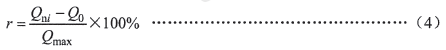 r = (Q_ni − Q_0) / Q_max × 100% ………………………………………… (4)